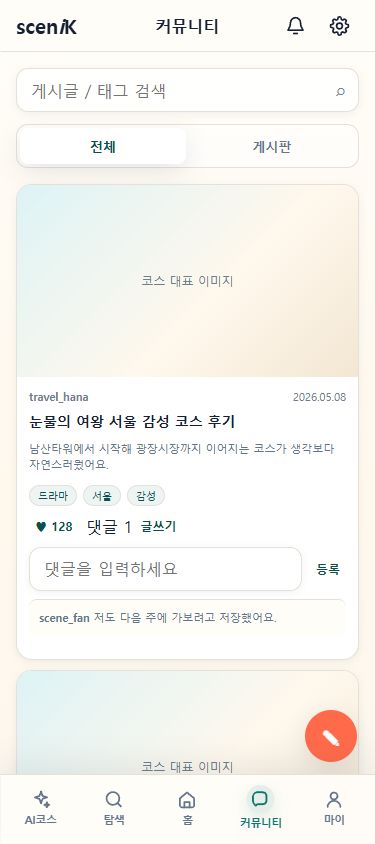 sceniK
커뮤니티
게시글 / 태그 검색
전체
게시판
코스 대표 이미지
travel_hana
2026.05.08
눈물의 여왕 서울 감성 코스 후기
남산타워에서 시작해 광장시장까지 이어지는 코스가 생각보다
자연스러웠어요.
드라마
서울
감성
♥ 128
댓글 1
글쓰기
댓글을 입력하세요
등록
scene_fan 저도 다음 주에 가보려고 저장했어요.
코스 대표 이미지
AI코스
탐색
홈
커뮤니티
마이